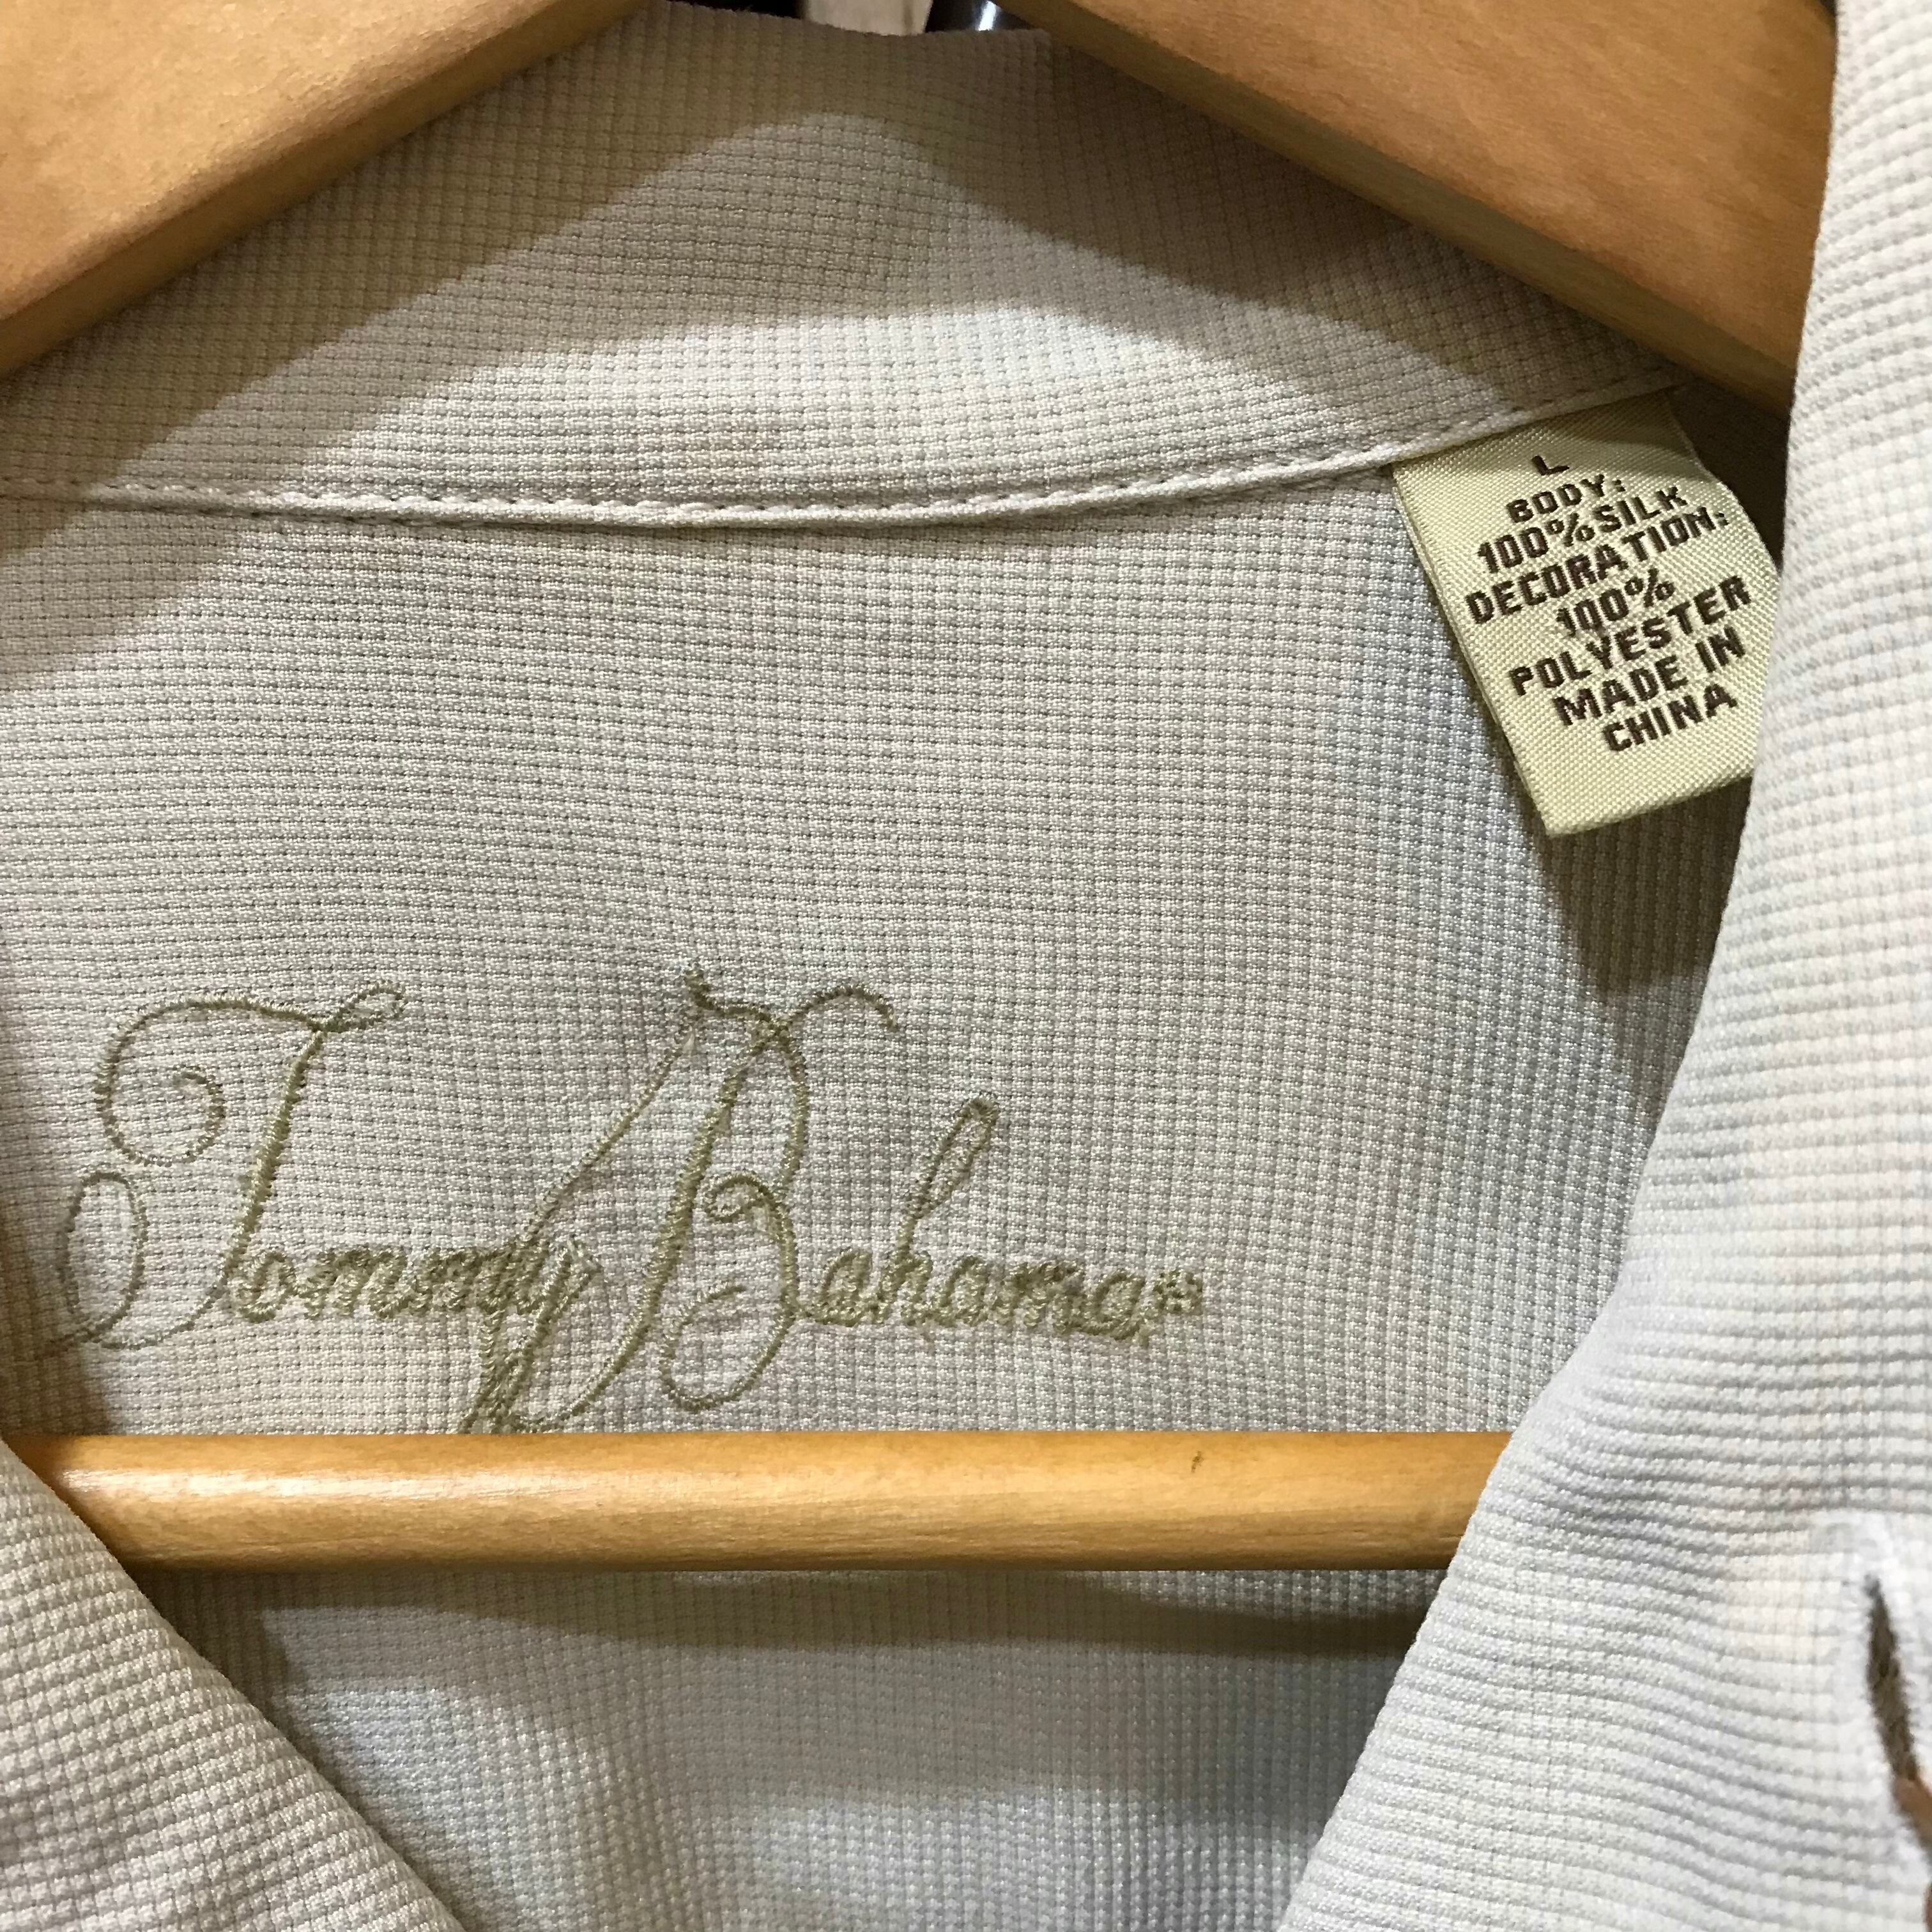 L
BODY:
100%SILK
DECORATION:
100%
POLYESTER
MADE IN
CHINA
Tommy Bahama®